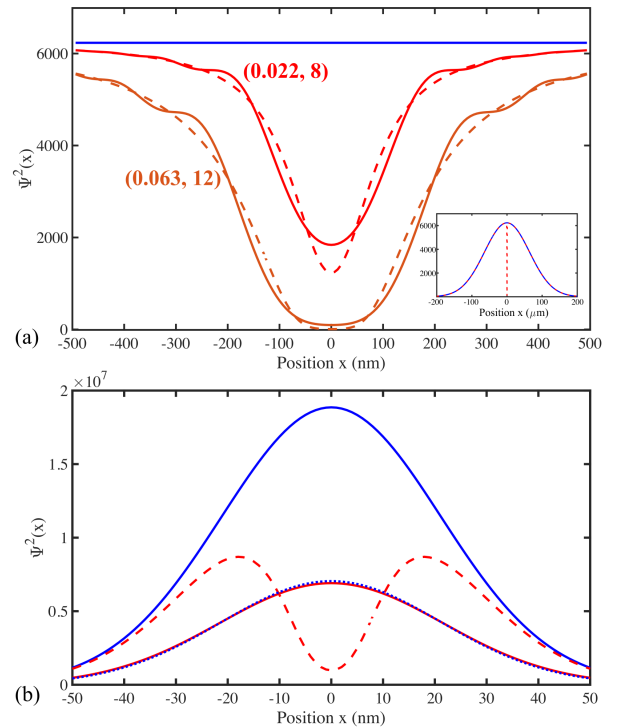 6000
4000
2000
0
Ψ²(x)
(0.022, 8)
(0.063, 12)
6000
4000
2000
-200 -100 0 100 200
Position x (μm)
-500 -400 -300 -200 -100 0 100 200 300 400 500
(a)
Position x (nm)
×10⁷
2
1.5
1
0.5
0
Ψ²(x)
-50 -40 -30 -20 -10 0 10 20 30 40 50
(b)
Position x (nm)